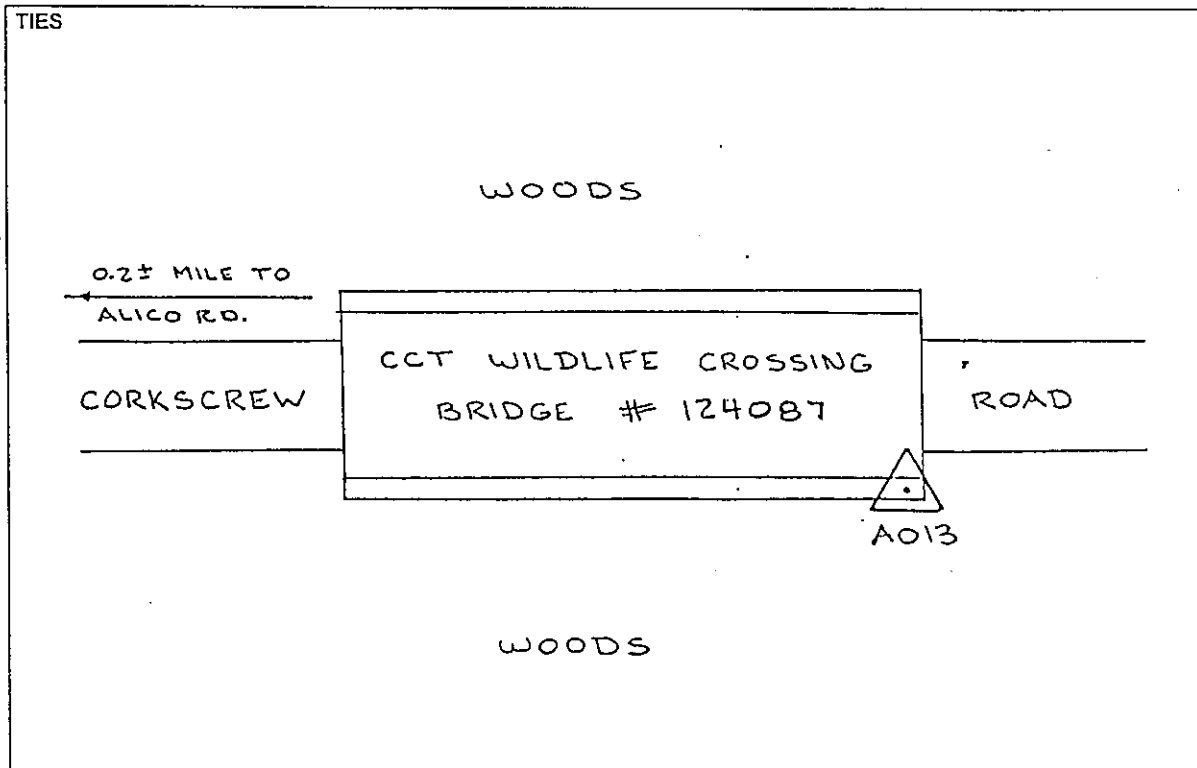 TIES
WOODS
0.2± MILE TO
ALICO RD.
CCT WILDLIFE CROSSING
CORKSCREW
BRIDGE # 124087
ROAD
A013
WOODS